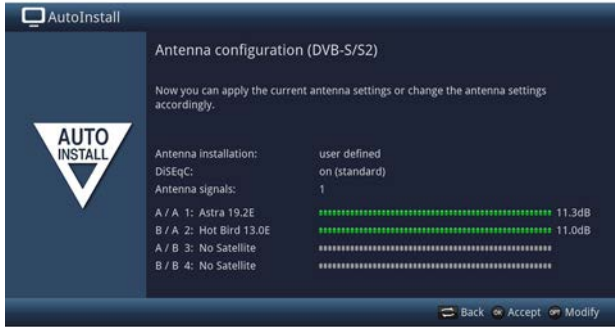 AutoInstall
Antenna configuration (DVB-S/S2)
Now you can apply the current antenna settings or change the antenna settings
accordingly.
AUTO
INSTALL
Antenna installation: user defined
DiSEqC: on (standard)
Antenna signals: 1
A / A 1: Astra 19.2E 11.3dB
B / A 2: Hot Bird 13.0E 11.0dB
A / B 3: No Satellite
B / B 4: No Satellite
Back OK Accept OPT Modify